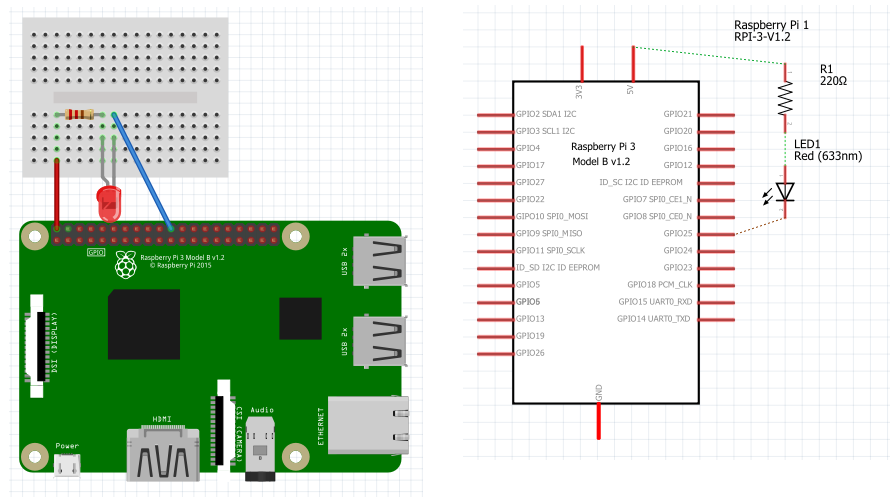 GPIO
Raspberry Pi 3 Model B v1.2
© Raspberry Pi 2015
USB 2x
USB 2x
DSI (DISPLAY)
HDMI
CSI (CAMERA)
Audio
ETHERNET
Power
Raspberry Pi 1
RPI-3-V1.2
R1
220Ω
LED1
Red (633nm)
3V3
5V
Raspberry Pi 3
Model B v1.2
GPIO2 SDA1 I2C
GPIO3 SCL1 I2C
GPIO4
GPIO17
GPIO27
GPIO22
GPIO10 SPI0_MOSI
GPIO9 SPI0_MISO
GPIO11 SPI0_SCLK
ID_SD I2C ID EEPROM
GPIO5
GPIO6
GPIO13
GPIO19
GPIO26
GPIO21
GPIO20
GPIO16
GPIO12
ID_SC I2C ID EEPROM
GPIO7 SPI0_CE1_N
GPIO8 SPI0_CE0_N
GPIO25
GPIO24
GPIO23
GPIO18 PCM_CLK
GPIO15 UART0_RXD
GPIO14 UART0_TXD
GND